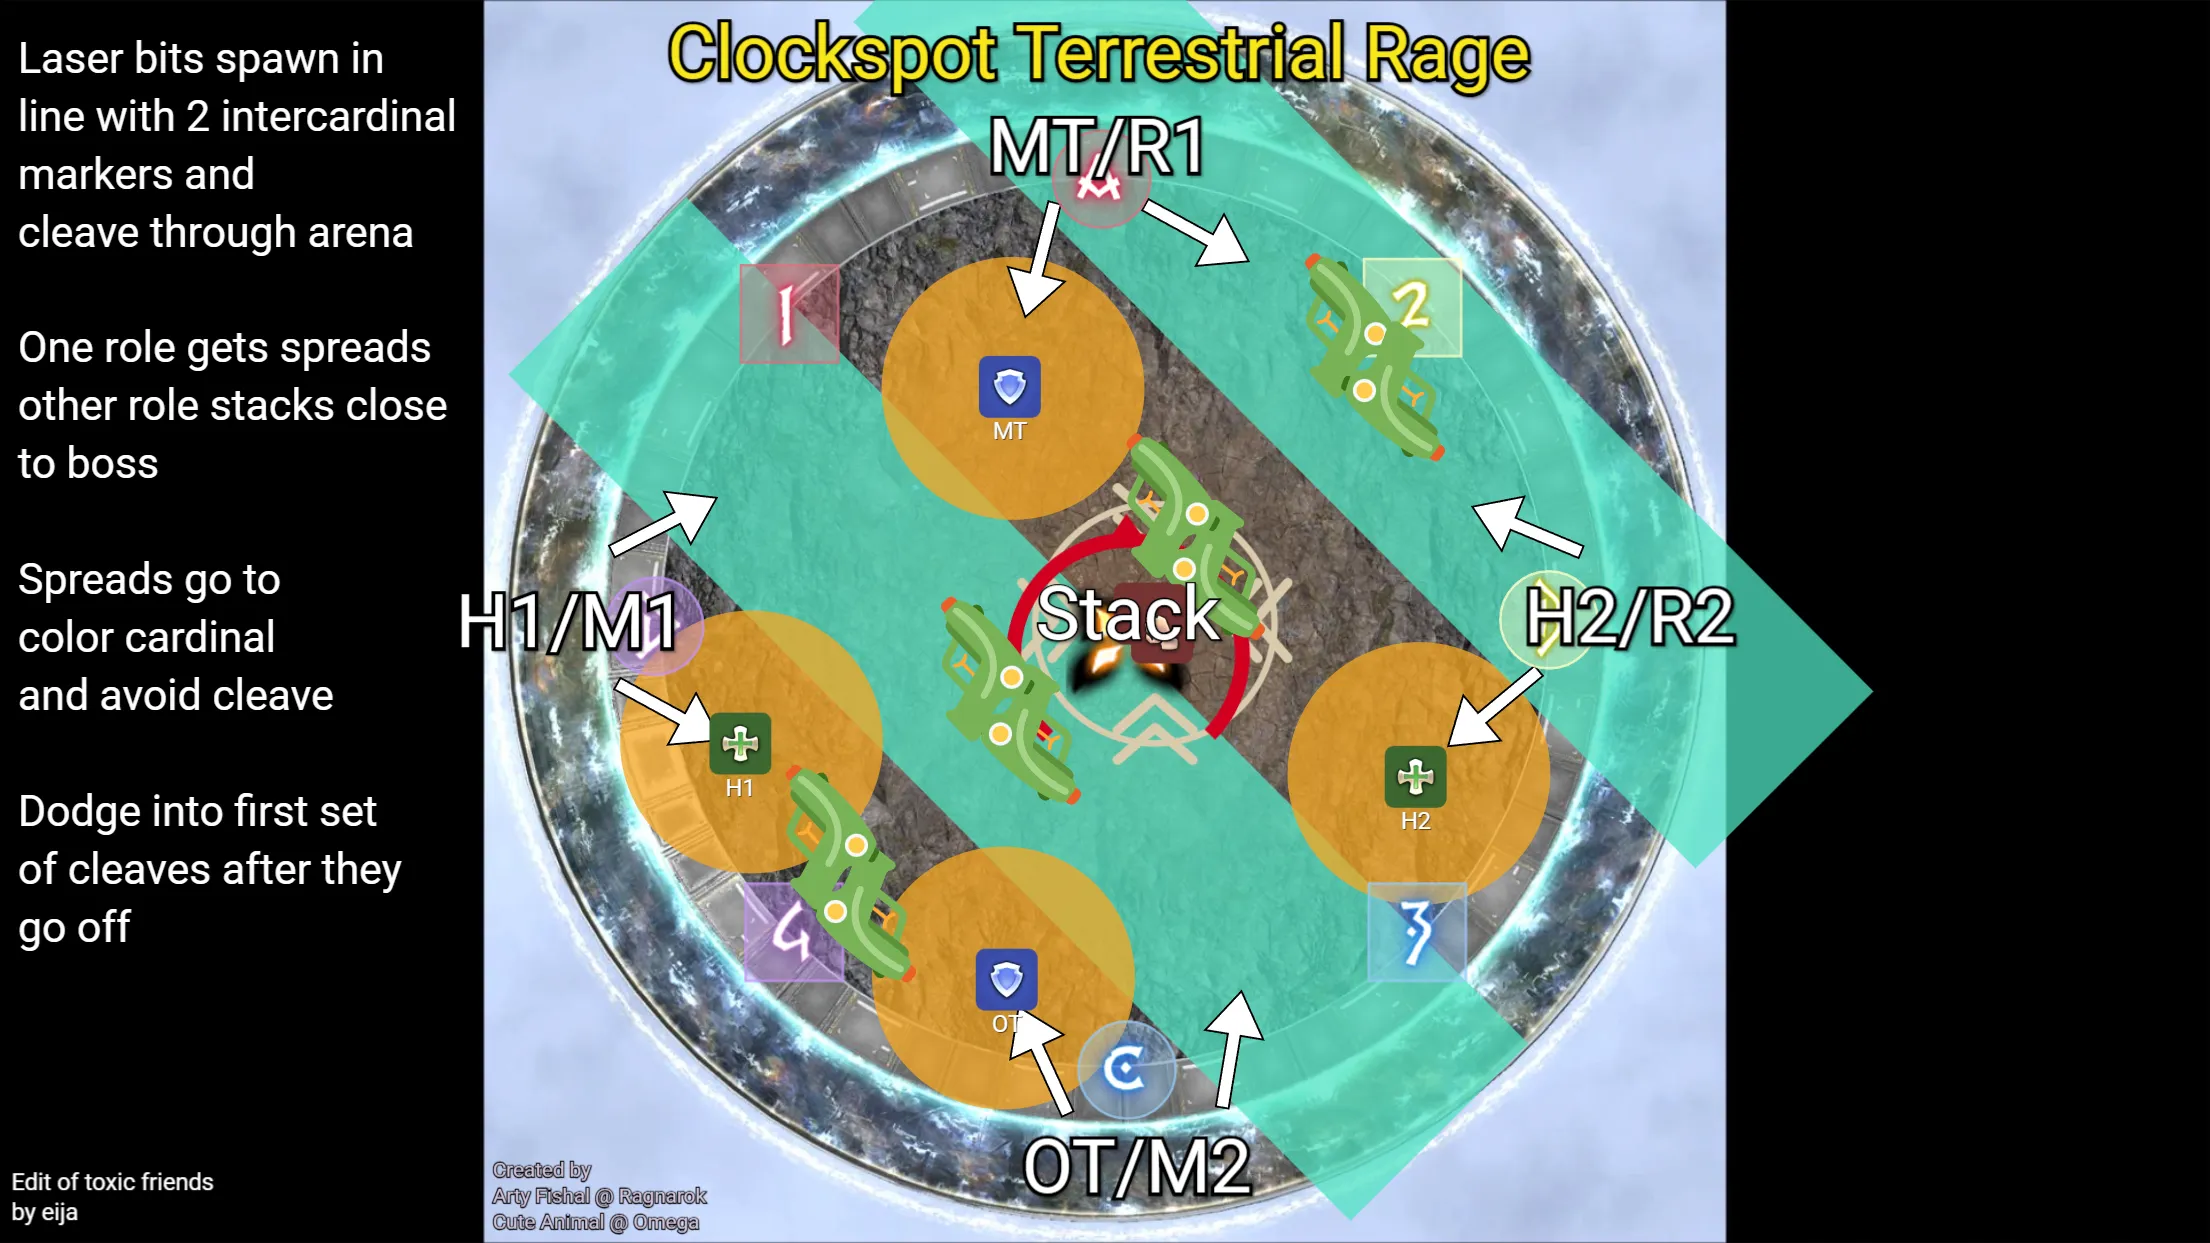 Clockspot Terrestrial Rage
Laser bits spawn in
line with 2 intercardinal
markers and
cleave through arena
One role gets spreads
other role stacks close
to boss
Spreads go to
color cardinal
and avoid cleave
Dodge into first set
of cleaves after they
go off
Edit of toxic friends
by eija
MT/R1
A
1
2
MT
Stack
H1/M1
H2/R2
H1
H2
4
3
OT
C
OT/M2
Created by
Arty Fishal @ Ragnarok
Cute Animal @ Omega